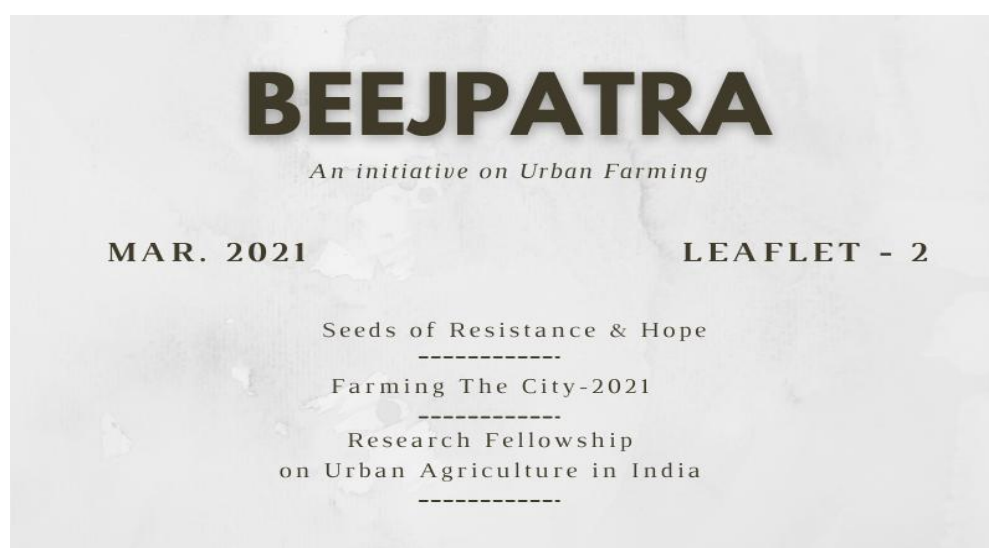 BEEJPATRA
An initiative on Urban Farming
MAR. 2021 LEAFLET - 2
Seeds of Resistance & Hope
------------
Farming The City-2021
------------
Research Fellowship
on Urban Agriculture in India
------------